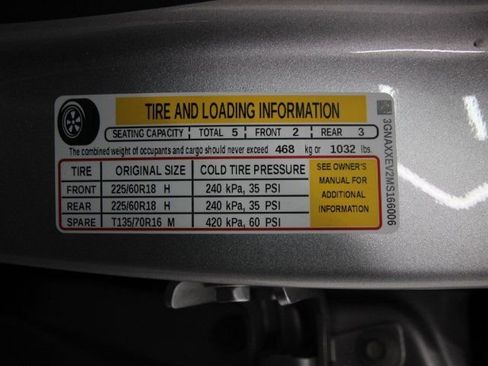 TIRE AND LOADING INFORMATION
SEATING CAPACITY TOTAL 5 FRONT 2 REAR 3
The combined weight of occupants and cargo should never exceed 468 kg or 1032 lbs.
TIRE ORIGINAL SIZE COLD TIRE PRESSURE
FRONT 225/60R18 H 240 kPa, 35 PSI
REAR 225/60R18 H 240 kPa, 35 PSI
SPARE T135/70R16 M 420 kPa, 60 PSI
SEE OWNER'S
MANUAL FOR
ADDITIONAL
INFORMATION
3GNAXXEV2MS166006